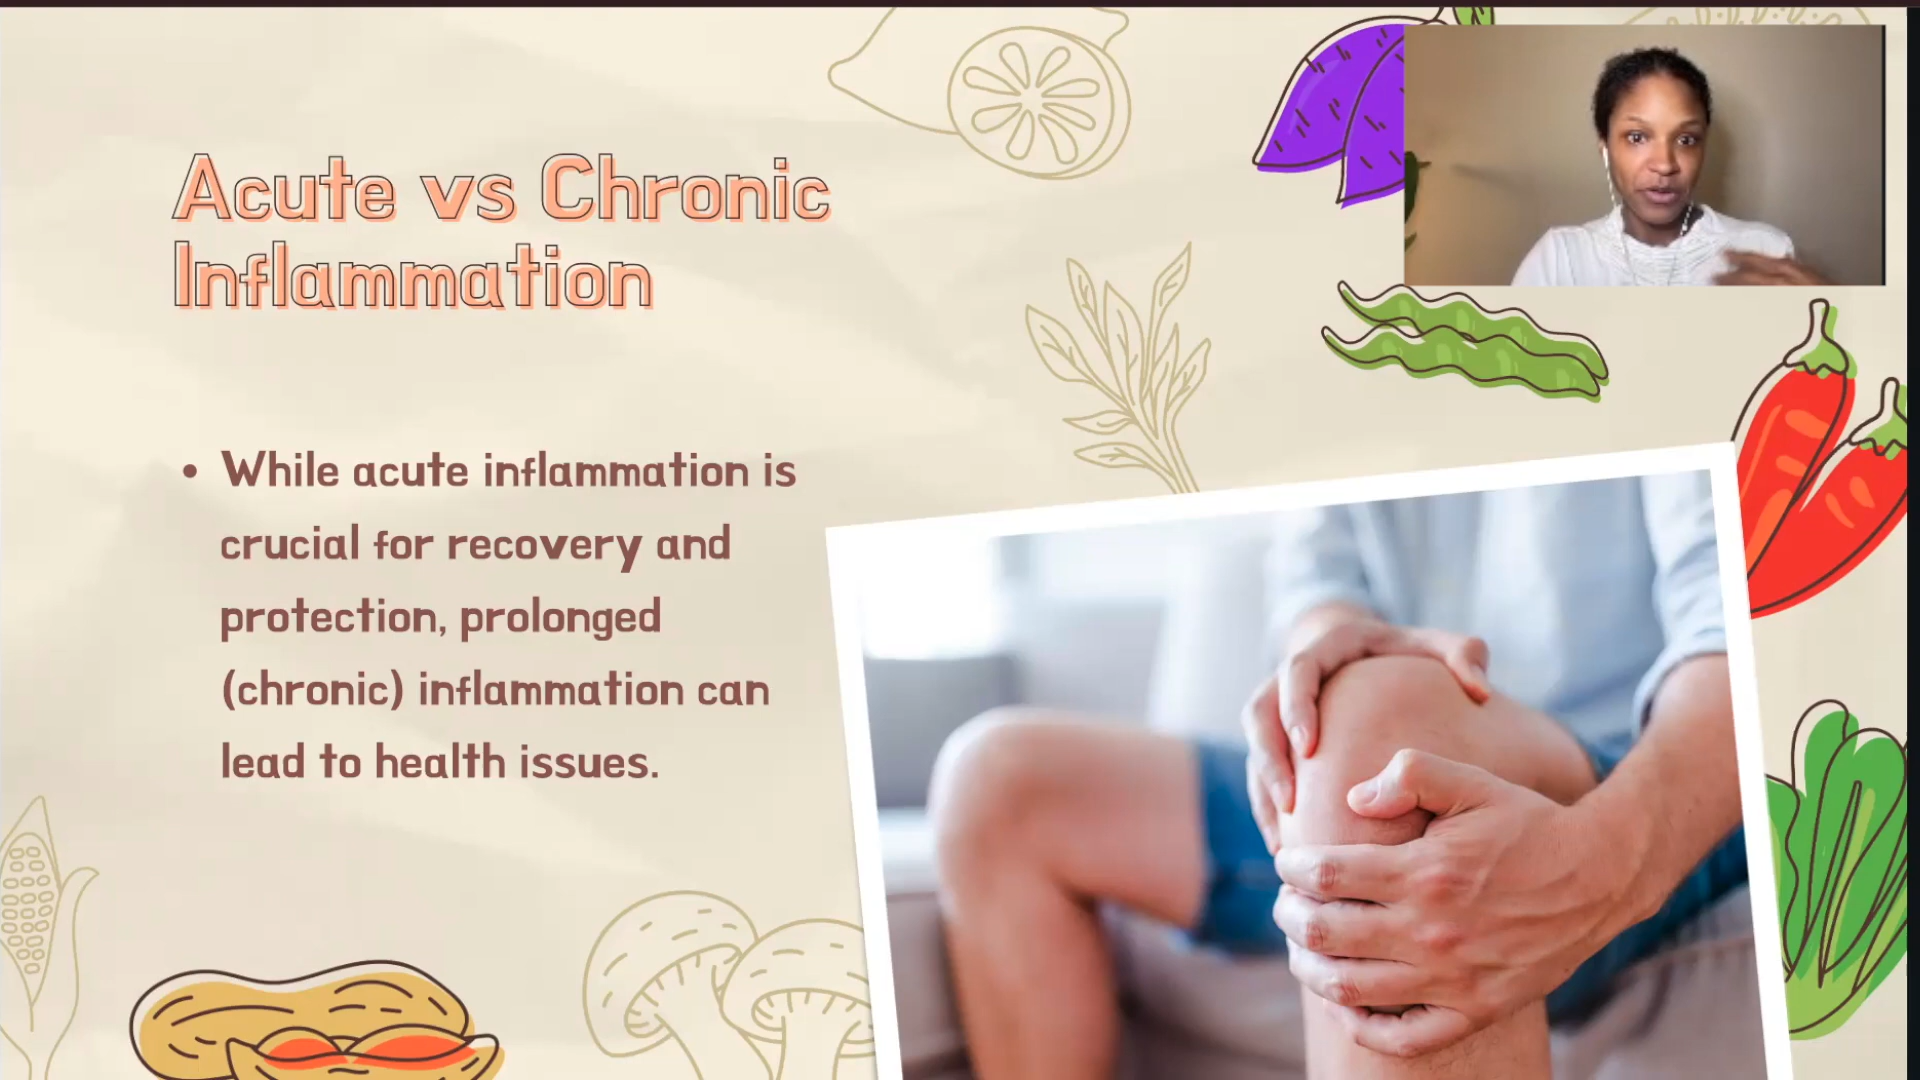 Acute vs Chronic
Inflammation
• While acute inflammation is
crucial for recovery and
protection, prolonged
(chronic) inflammation can
lead to health issues.